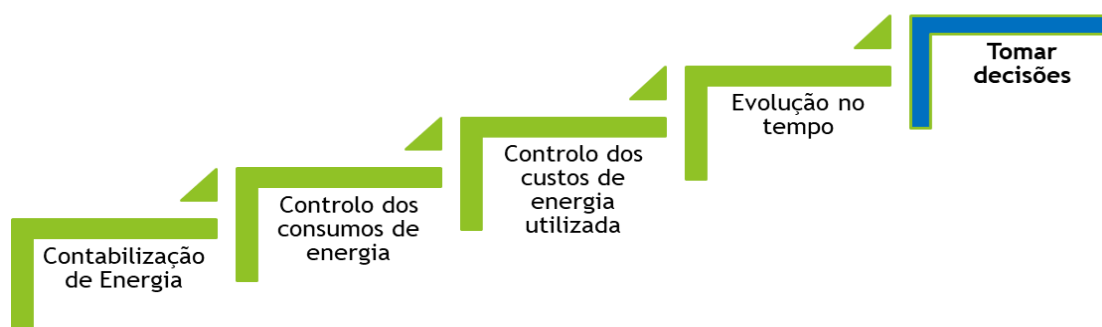 Contabilização
de Energia
Controlo dos
consumos de
energia
Controlo dos
custos de
energia
utilizada
Evolução no
tempo
Tomar
decisões